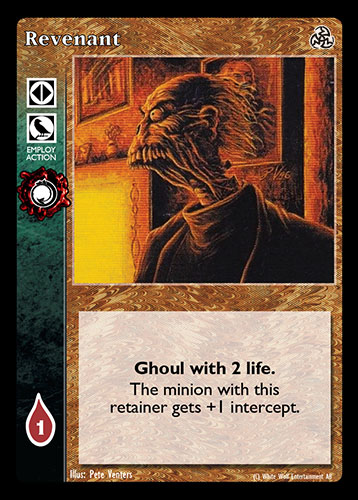 Revenant
EMPLOY
ACTION
Ghoul with 2 life.
The minion with this
retainer gets +1 intercept.
1
Illus: Pete Venters
(C) White Wolf Entertainment AB